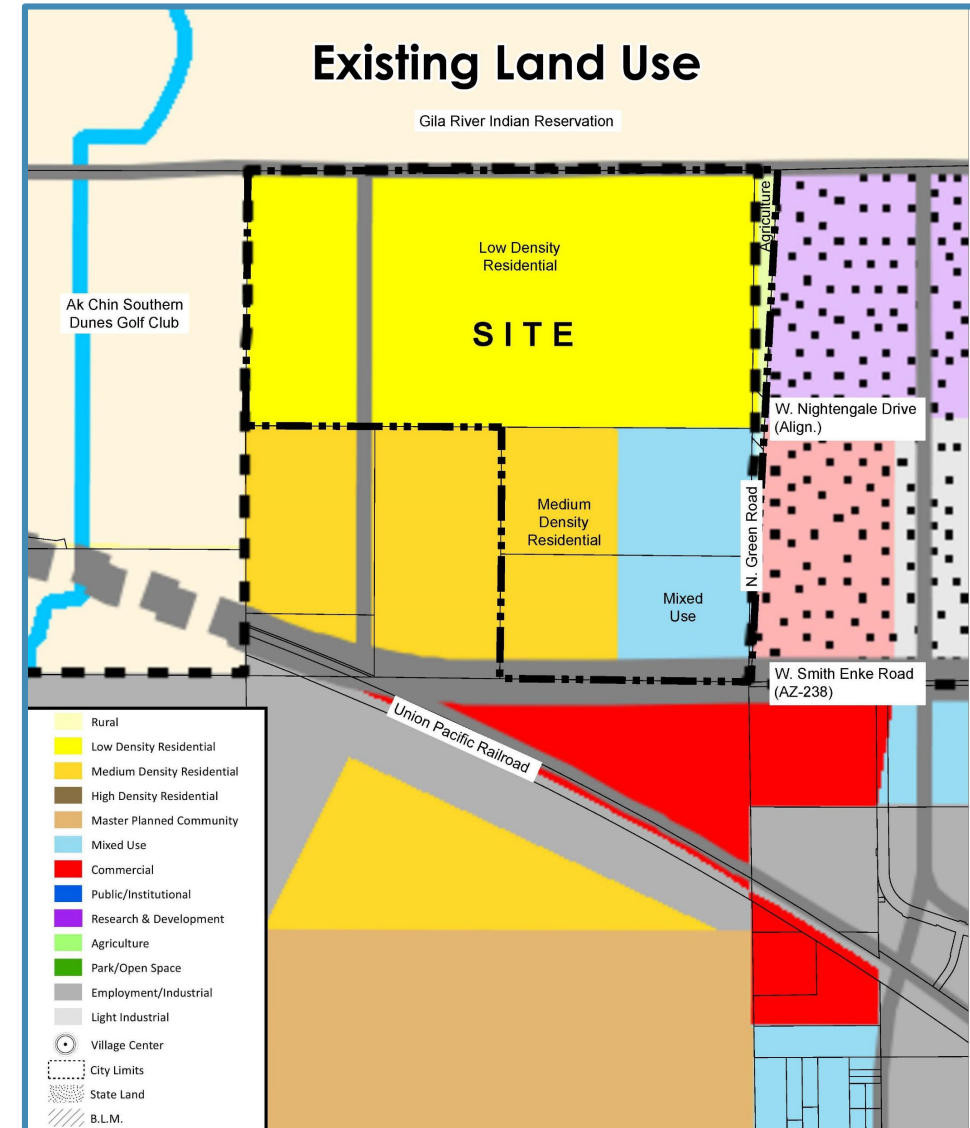 Existing Land Use
Gila River Indian Reservation
Agriculture
Low Density
Residential
Ak Chin Southern
Dunes Golf Club
SITE
W. Nightengale Drive
(Align.)
Medium
Density
Residential
N. Green Road
Mixed
Use
W. Smith Enke Road
(AZ-238)
Union Pacific Railroad
Rural
Low Density Residential
Medium Density Residential
High Density Residential
Master Planned Community
Mixed Use
Commercial
Public/Institutional
Research & Development
Agriculture
Park/Open Space
Employment/Industrial
Light Industrial
Village Center
City Limits
State Land
B.L.M.